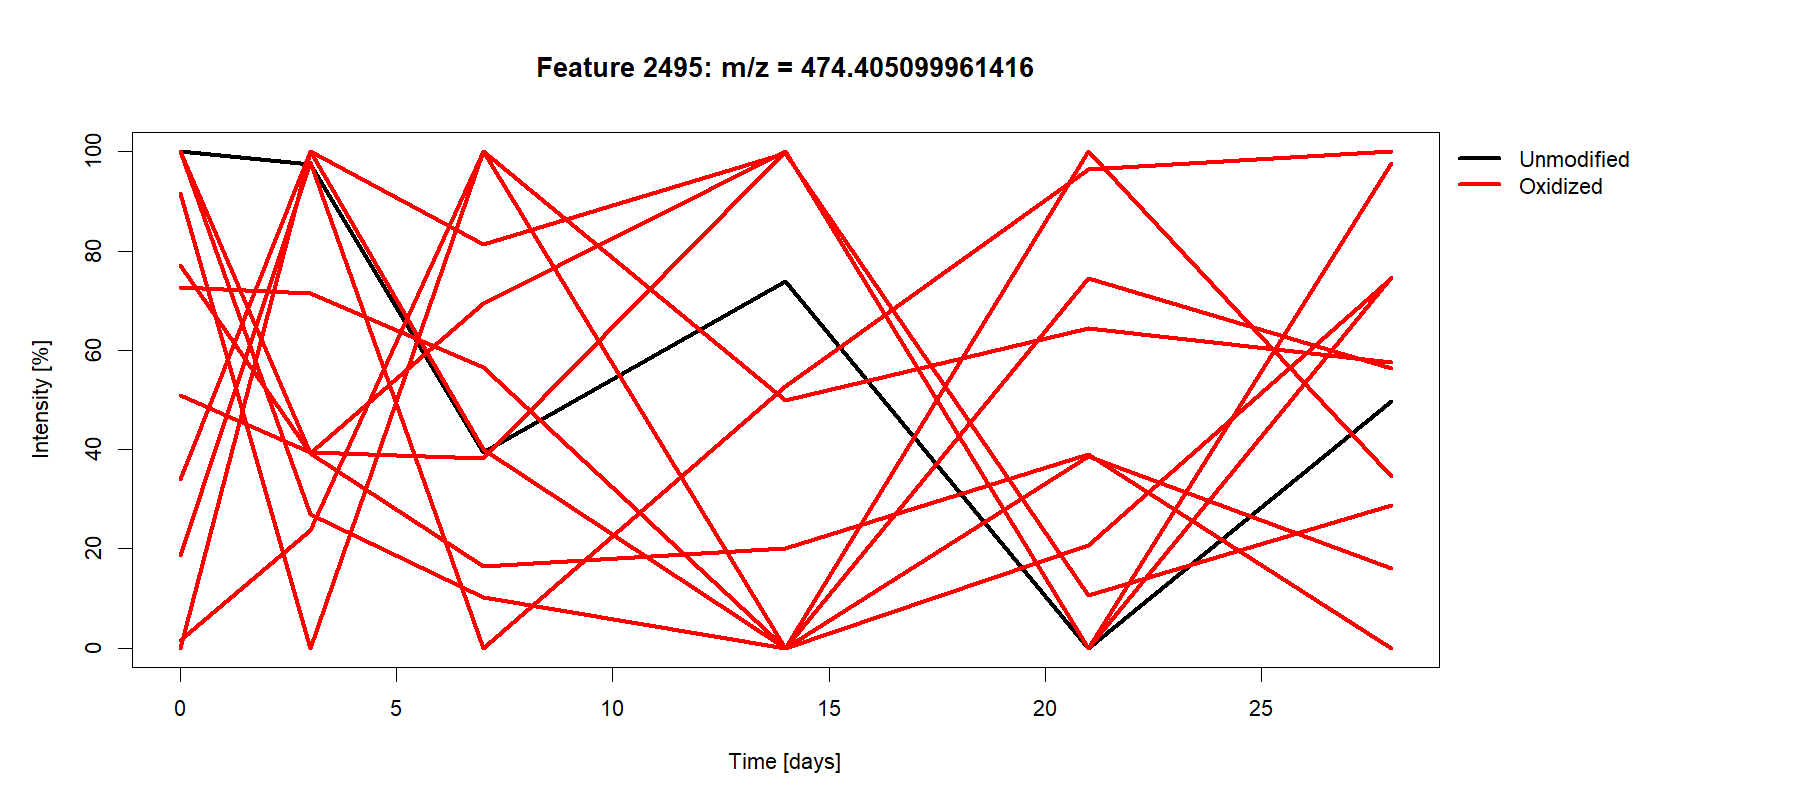 Feature 2495: m/z = 474.405099961416
Unmodified
Oxidized
Intensity [%]
100
80
60
40
20
0
0 5 10 15 20 25
Time [days]